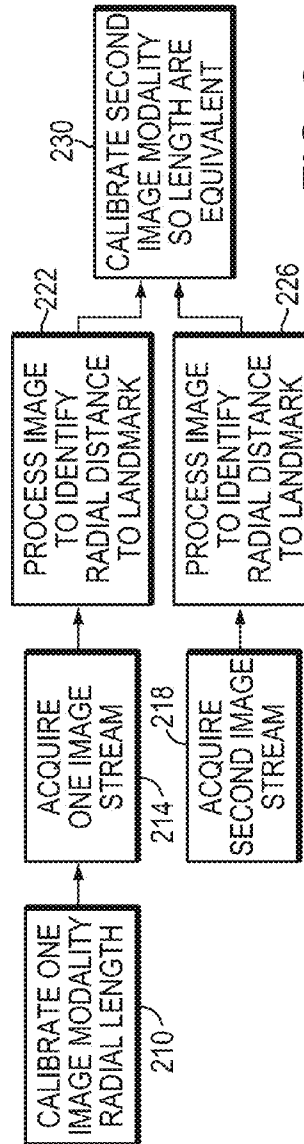 CALIBRATE ONE
IMAGE MODALITY
RADIAL LENGTH
210
ACQUIRE
ONE IMAGE
STREAM
214
PROCESS IMAGE
TO IDENTIFY
RADIAL DISTANCE
TO LANDMARK
222
ACQUIRE
SECOND IMAGE
STREAM
218
PROCESS IMAGE
TO IDENTIFY
RADIAL DISTANCE
TO LANDMARK
226
CALIBRATE SECOND
IMAGE MODALITY
SO LENGTH ARE
EQUIVALENT
230